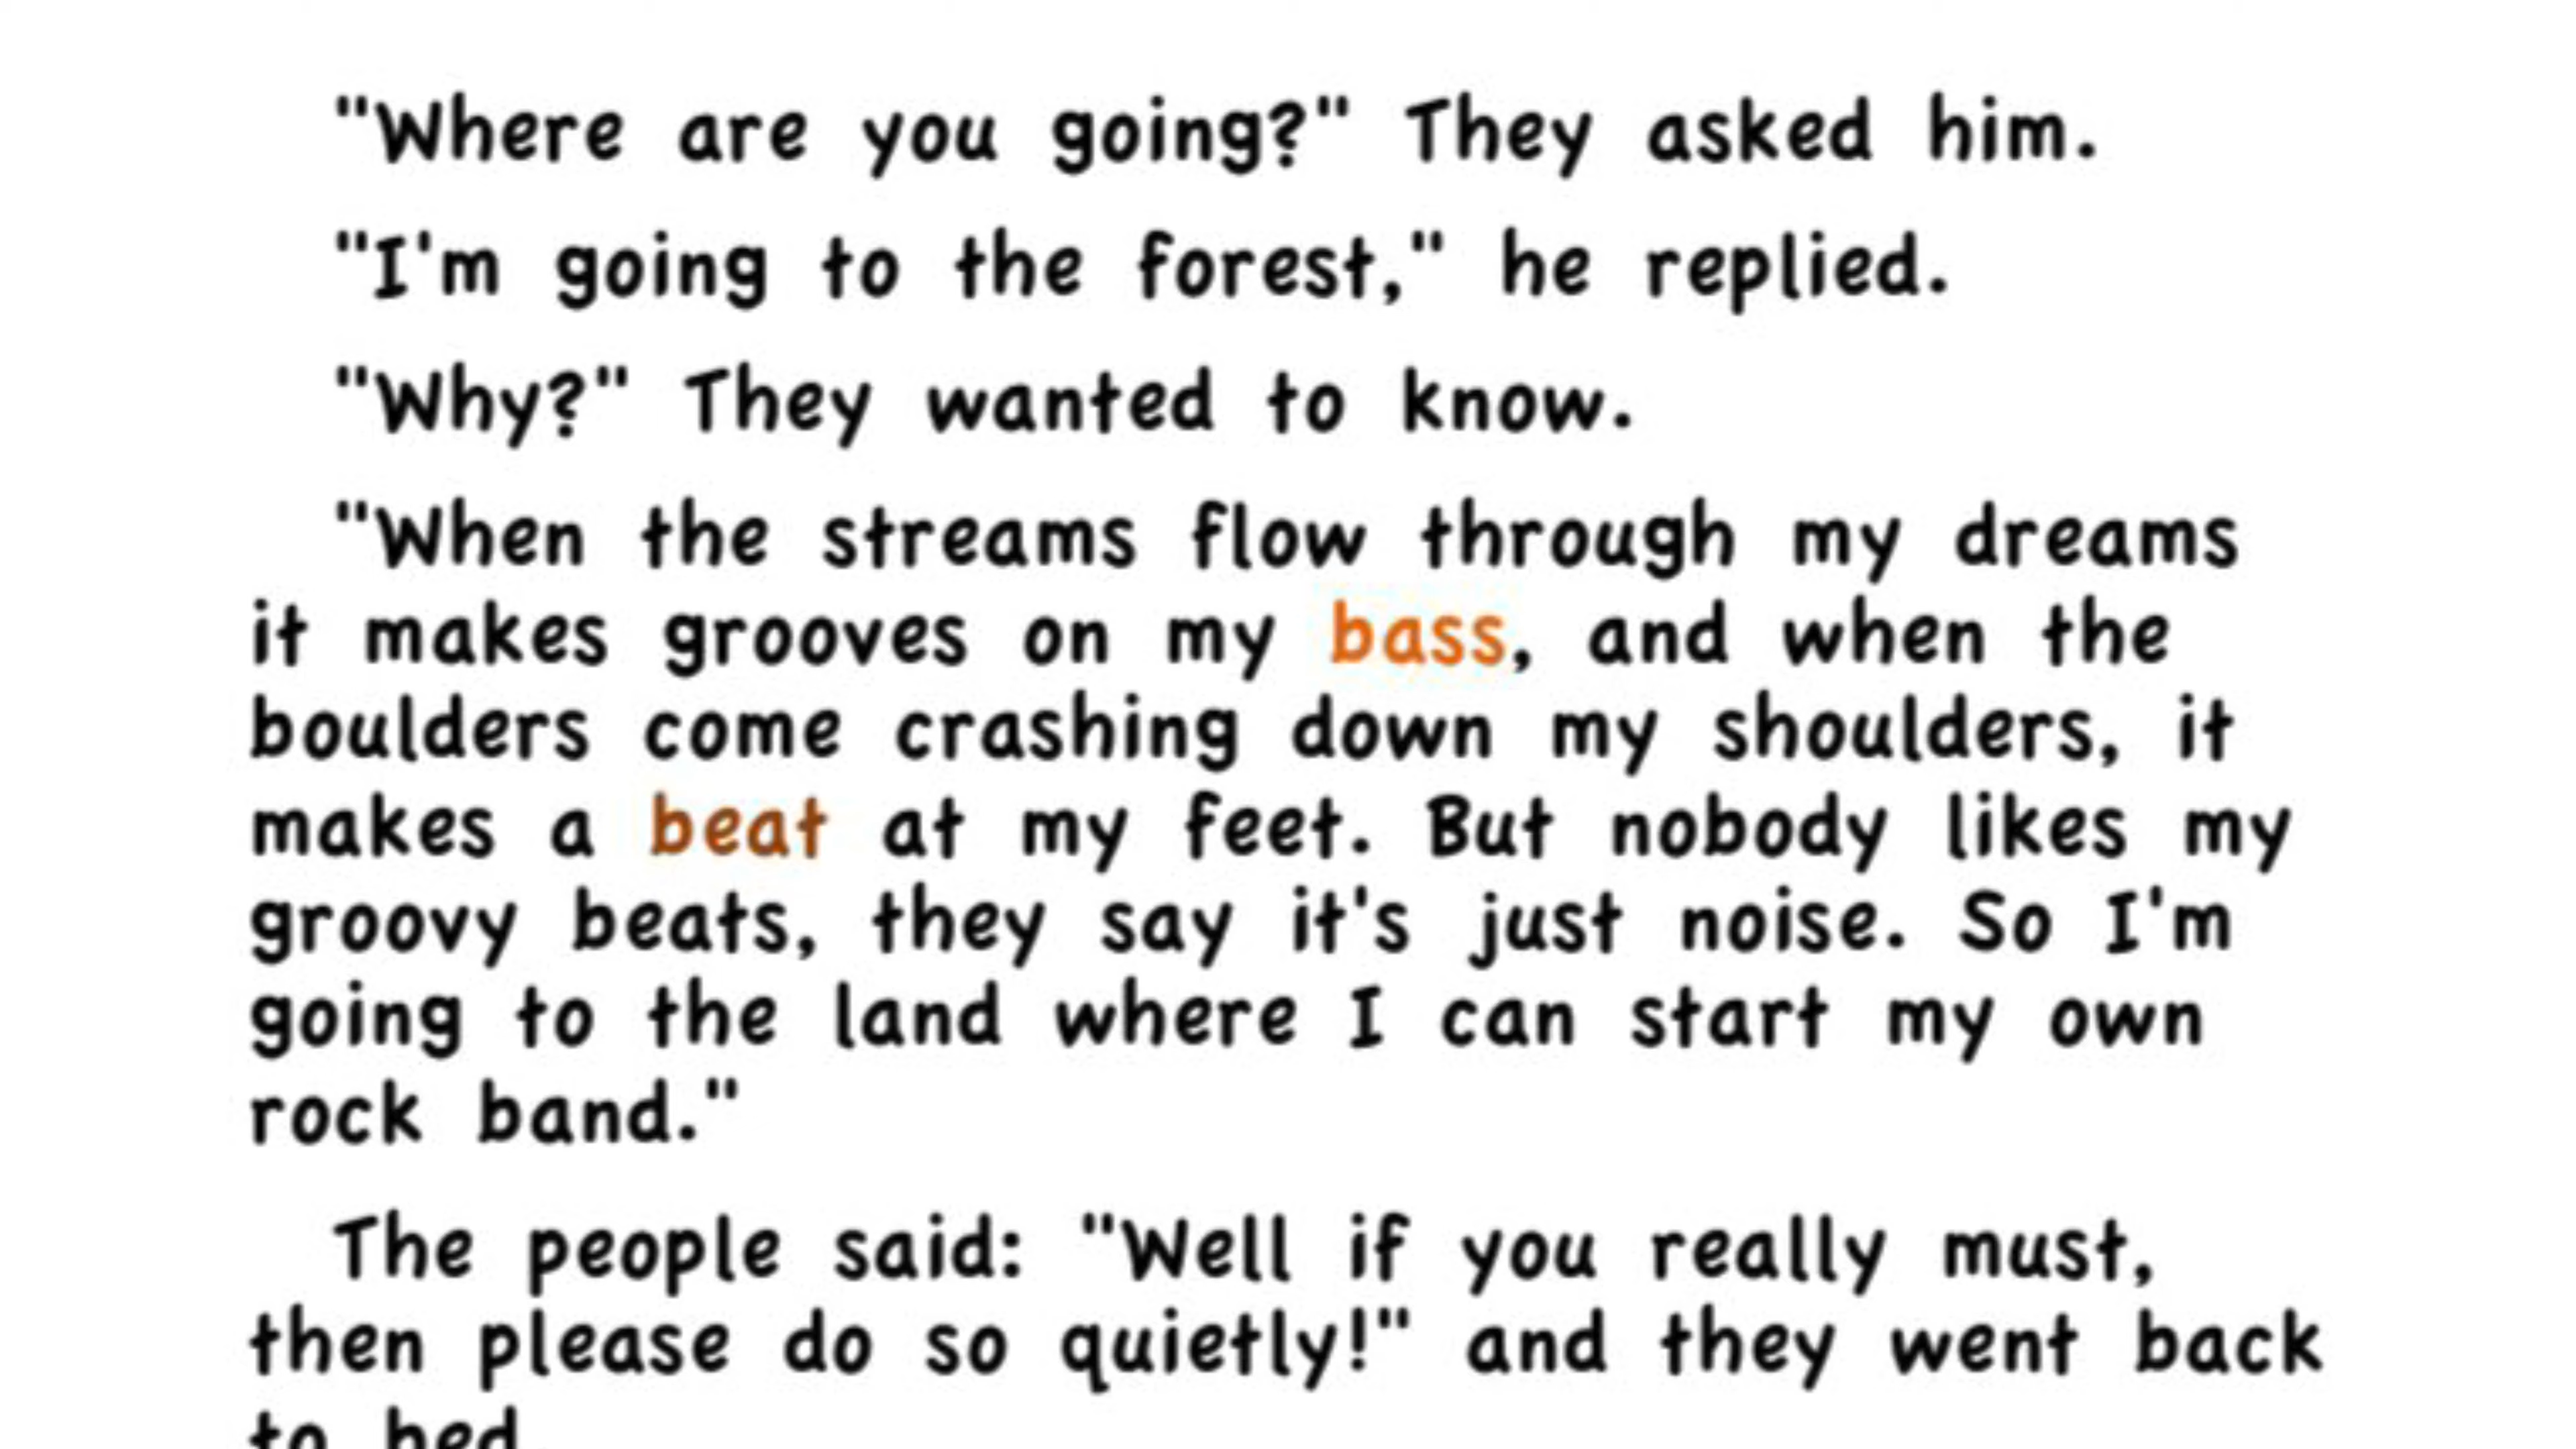 "Where are you going?" They asked him.
"I'm going to the forest," he replied.
"Why?" They wanted to know.
"When the streams flow through my dreams
it makes grooves on my bass, and when the
boulders come crashing down my shoulders, it
makes a beat at my feet. But nobody likes my
groovy beats, they say it's just noise. So I'm
going to the land where I can start my own
rock band."
The people said: "Well if you really must,
then please do so quietly!" and they went back
to bed.